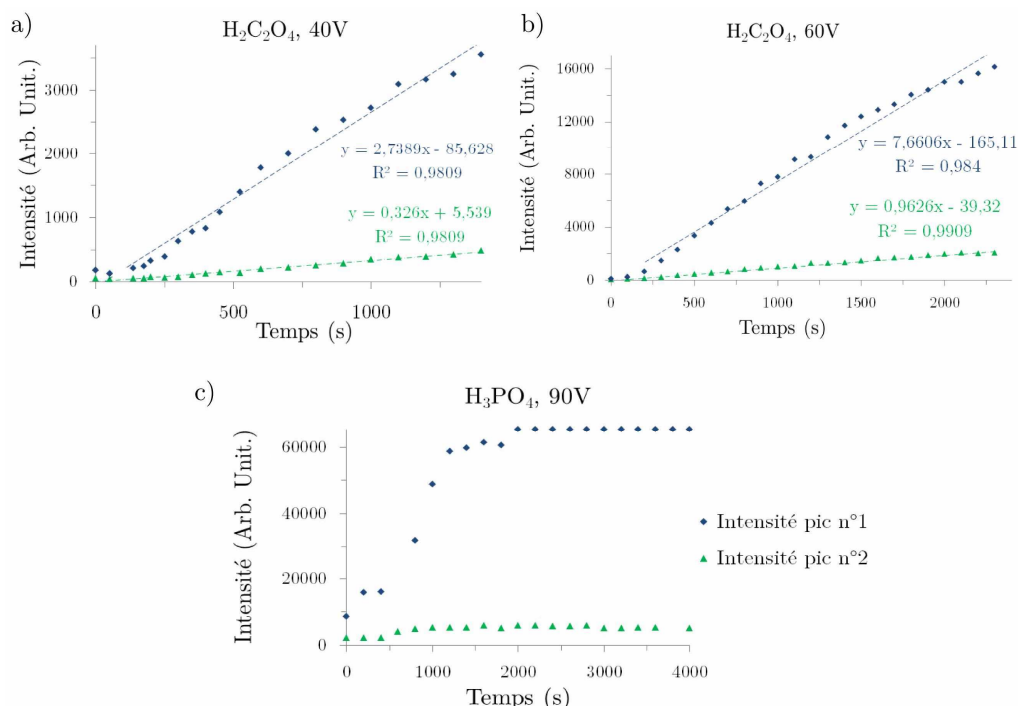 a)
H₂C₂O₄, 40V
Intensité (Arb. Unit.)
3000
2000
1000
0
y = 2,7389x - 85,628
R² = 0,9809
y = 0,326x + 5,539
R² = 0,9809
0 500 1000
Temps (s)
b)
H₂C₂O₄, 60V
Intensité (Arb. Unit.)
16000
12000
8000
4000
0
y = 7,6606x - 165,11
R² = 0,984
y = 0,9626x - 39,32
R² = 0,9909
0 500 1000 1500 2000
Temps (s)
c)
H₃PO₄, 90V
Intensité (Arb. Unit.)
60000
40000
20000
0
0 1000 2000 3000 4000
Temps (s)
Intensité pic n°1
Intensité pic n°2